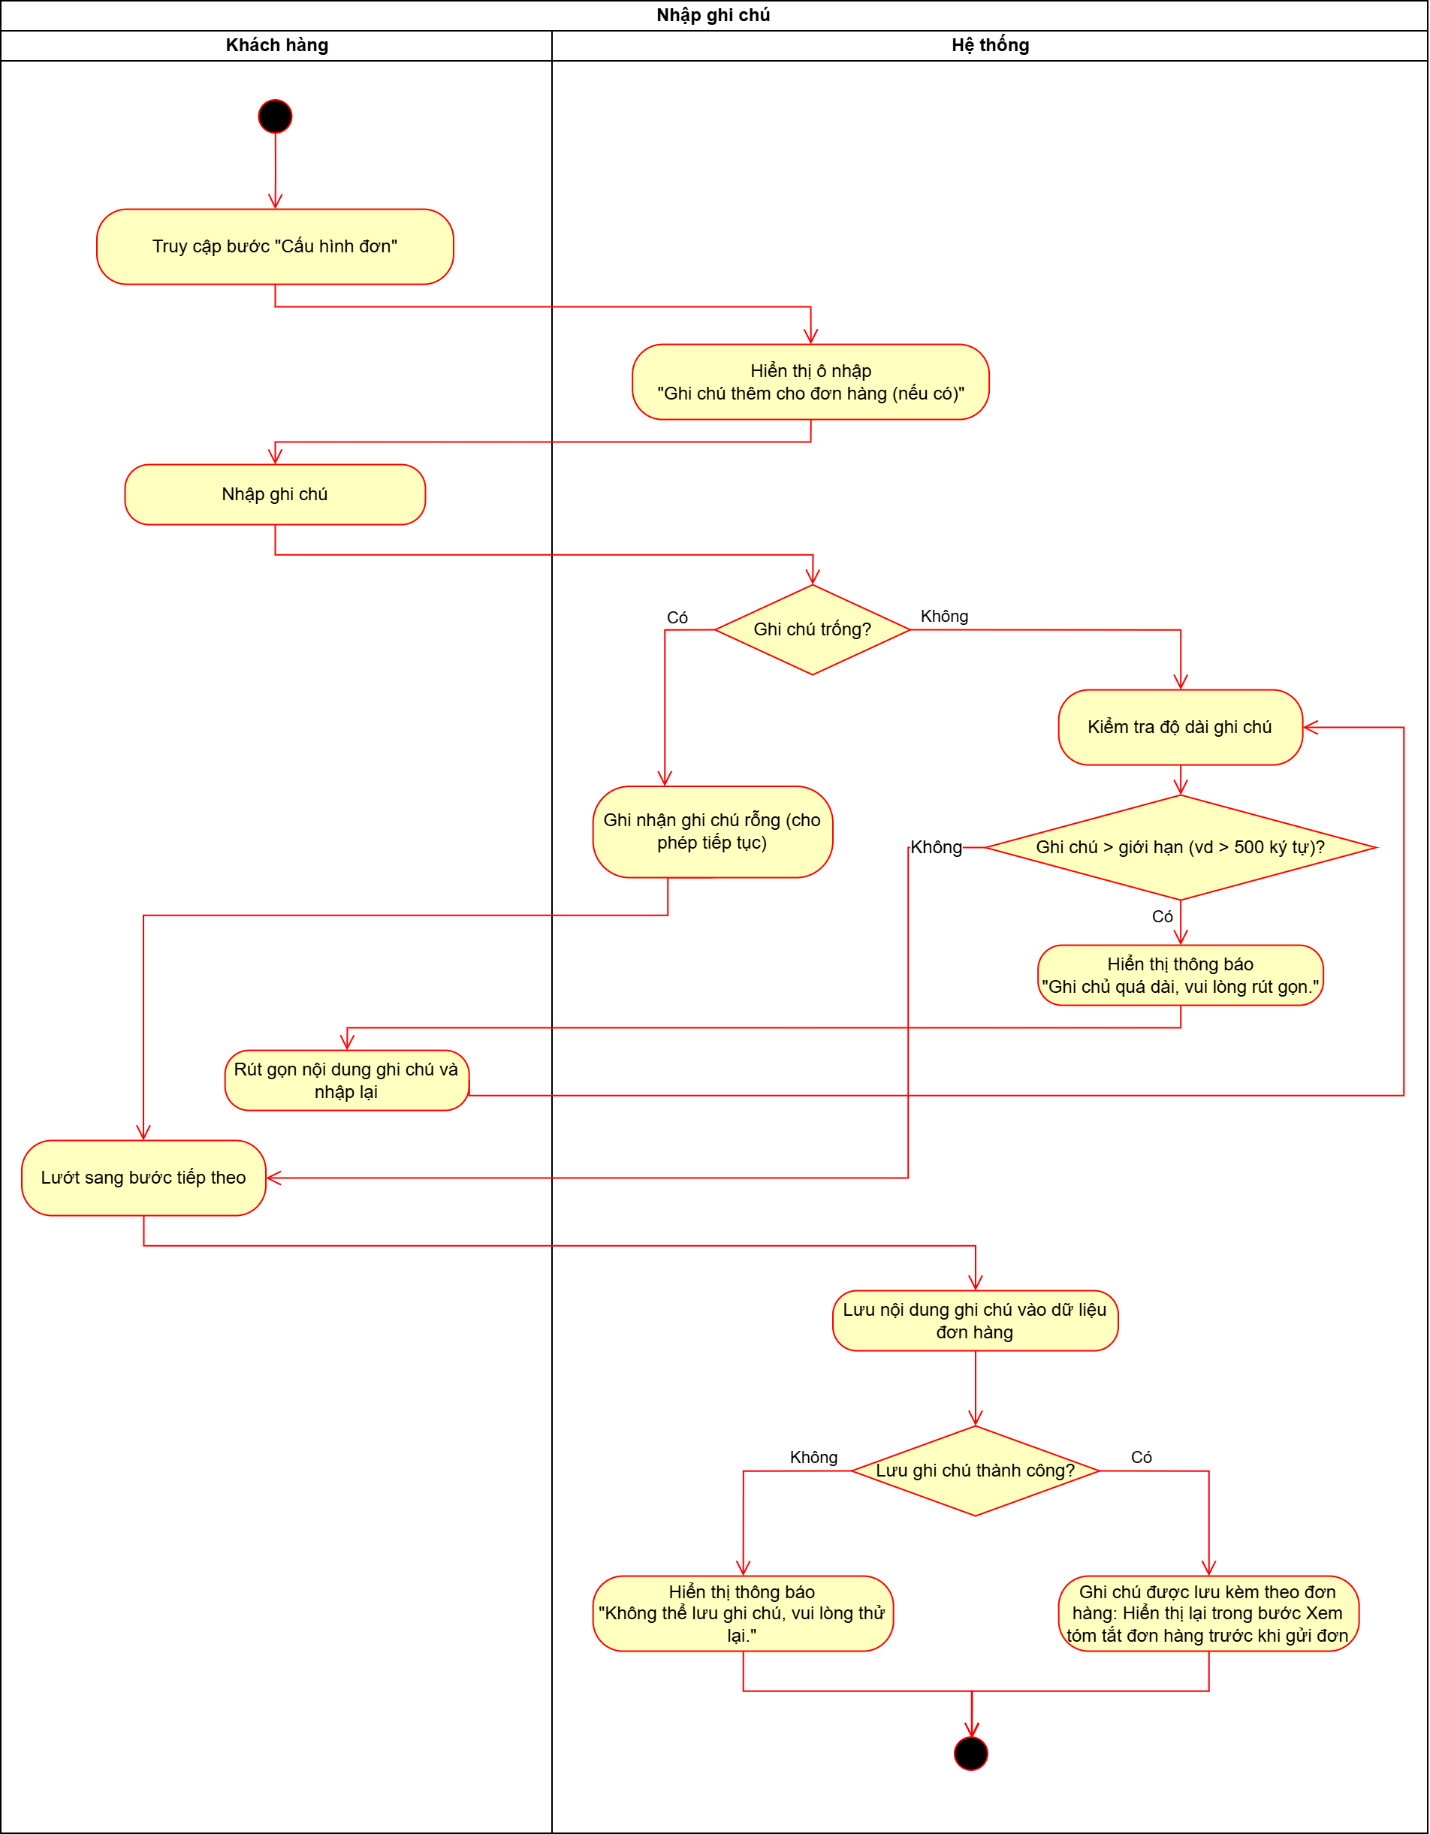 Nhập ghi chú
Khách hàng
Hệ thống
Truy cập bước "Cấu hình đơn"
Hiển thị ô nhập
"Ghi chú thêm cho đơn hàng (nếu có)"
Nhập ghi chú
Ghi chú trống?
Có
Không
Kiểm tra độ dài ghi chú
Ghi nhận ghi chú rỗng (cho
phép tiếp tục)
Ghi chú > giới hạn (vd > 500 ký tự)?
Không
Có
Hiển thị thông báo
"Ghi chủ quá dài, vui lòng rút gọn."
Rút gọn nội dung ghi chú và
nhập lại
Lướt sang bước tiếp theo
Lưu nội dung ghi chú vào dữ liệu
đơn hàng
Lưu ghi chú thành công?
Không
Có
Hiển thị thông báo
"Không thể lưu ghi chú, vui lòng thử
lại."
Ghi chú được lưu kèm theo đơn
hàng: Hiển thị lại trong bước Xem
tóm tắt đơn hàng trước khi gửi đơn